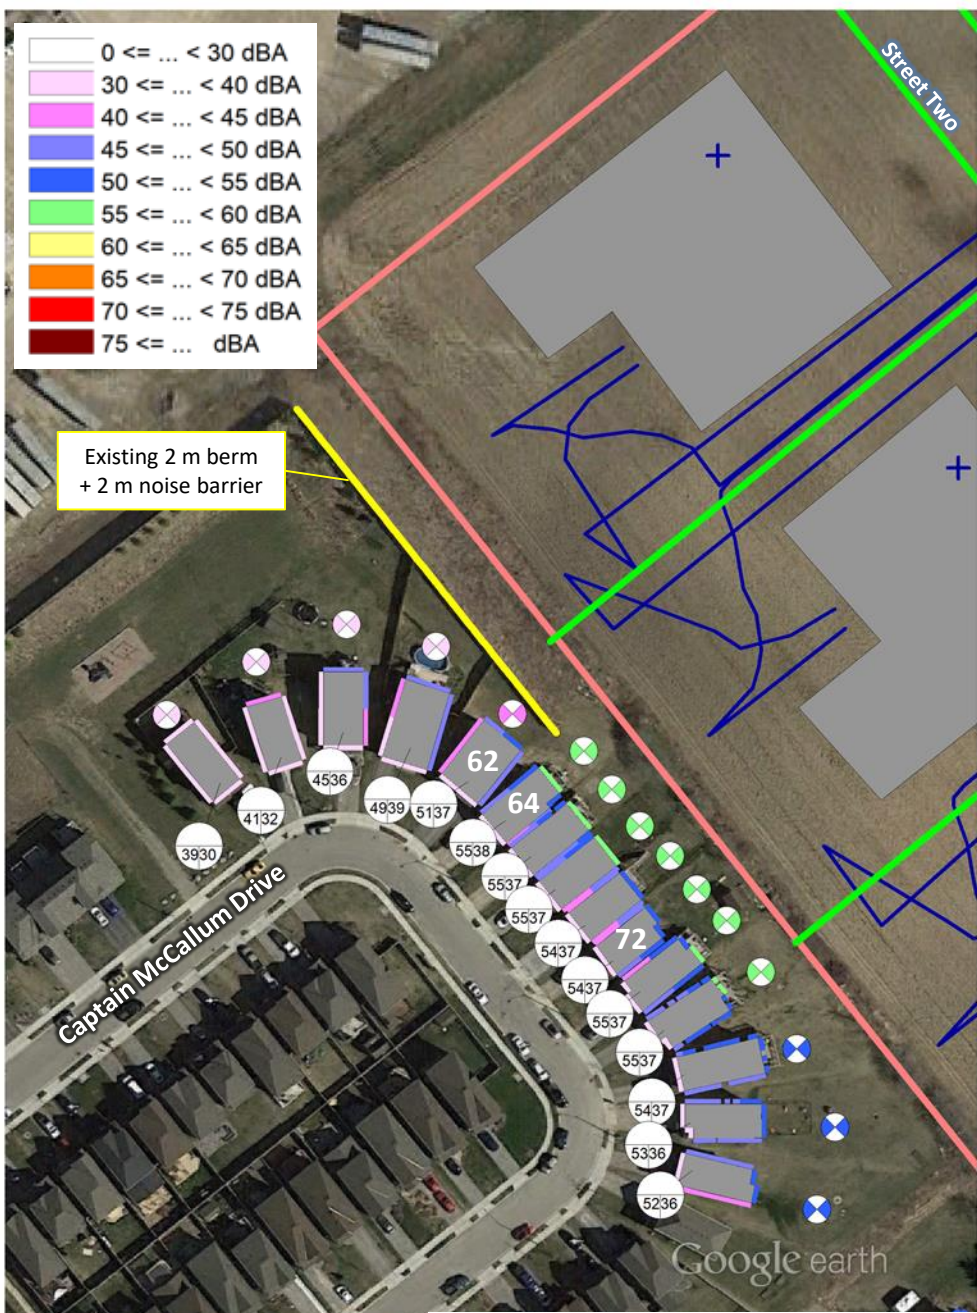 0 <= ... < 30 dBA
30 <= ... < 40 dBA
40 <= ... < 45 dBA
45 <= ... < 50 dBA
50 <= ... < 55 dBA
55 <= ... < 60 dBA
60 <= ... < 65 dBA
65 <= ... < 70 dBA
70 <= ... < 75 dBA
75 <= ... dBA
Street Two
Existing 2 m berm
+ 2 m noise barrier
62
64
72
4536
4939
5137
4132
3930
5538
5537
5537
5437
5437
5537
5537
5437
5336
5236
Captain McCallum Drive
Google earth